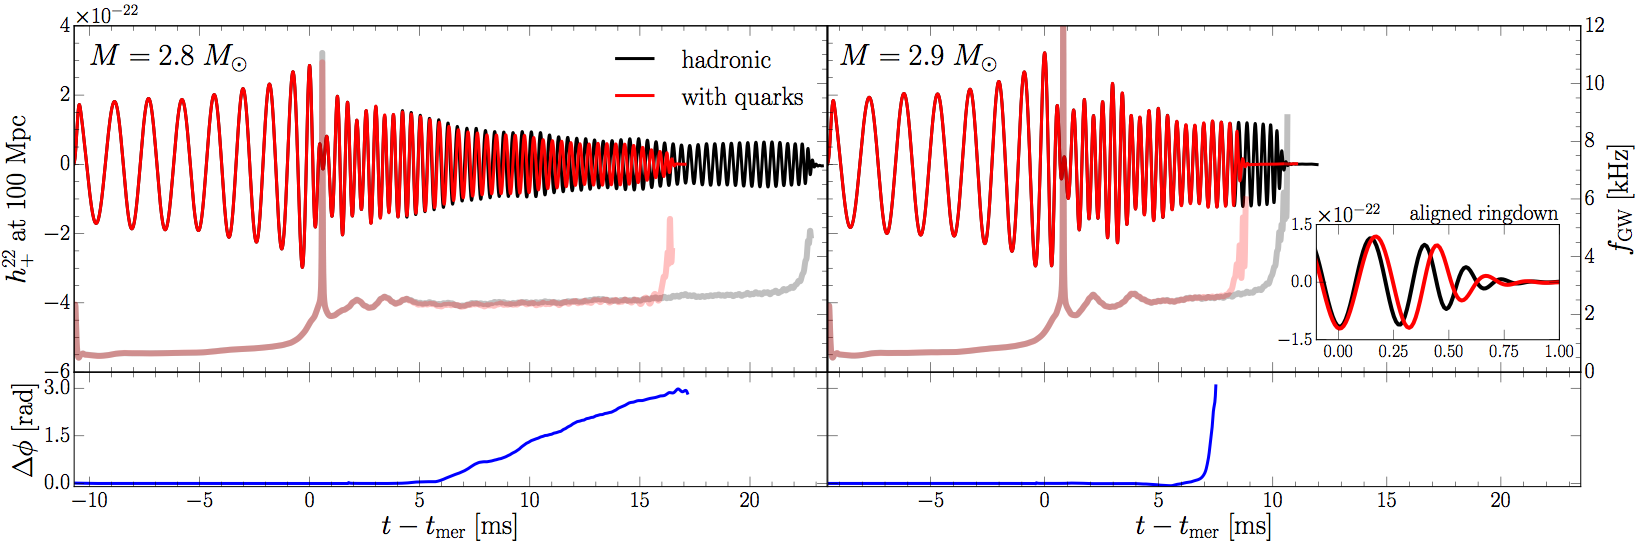 ×10⁻²²
M = 2.8 M⊙
hadronic
with quarks
M = 2.9 M⊙
4
2
0
−2
−4
−6
h₊²² at 100 Mpc
12
10
8
6
4
2
0
f_GW [kHz]
×10⁻²² aligned ringdown
1.5
0.0
−1.5
0.00 0.25 0.50 0.75 1.00
3.0
1.5
0.0
Δϕ [rad]
−10 −5 0 5 10 15 20
t − t_mer [ms]
−5 0 5 10 15 20
t − t_mer [ms]